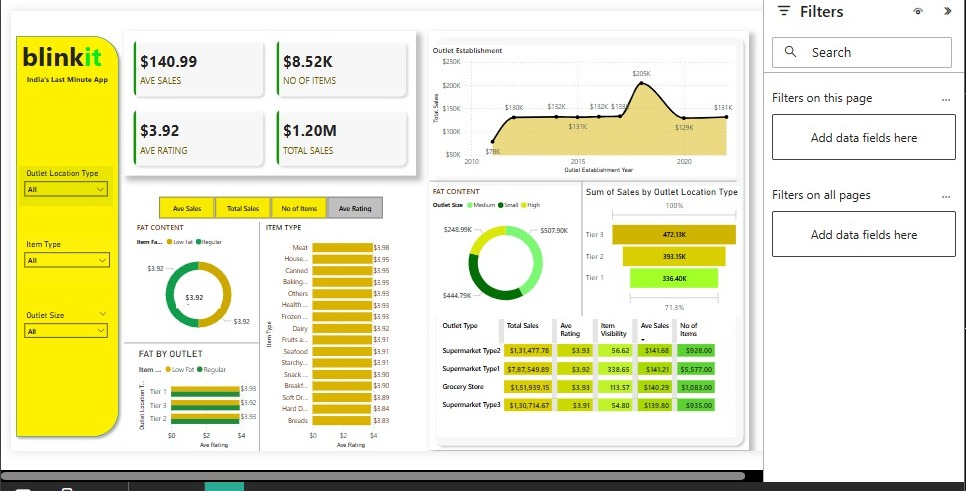 blinkit
India's Last Minute App
Outlet Location Type
All
Item Type
All
Outlet Size
All
$140.99
AVE SALES
$8.52K
NO OF ITEMS
$3.92
AVE RATING
$1.20M
TOTAL SALES
Ave Sales
Total Sales
No of Items
Ave Rating
FAT CONTENT
Item Fa... Low Fat Regular
$3.92
$3.92
$3.92
FAT BY OUTLET
Item ... Low Fat Regular
Outlet Location T...
Tier 1 $3.93
Tier 3 $3.92
Tier 2 $3.93
$0 $2 $4
Ave Rating
ITEM TYPE
Item Type
Meat $3.98
House... $3.95
Canned $3.95
Baking... $3.95
Others $3.93
Health ... $3.93
Frozen ... $3.93
Dairy $3.92
Fruits a... $3.91
Seafood $3.91
Starchy... $3.91
Snack ... $3.90
Breakf... $3.90
Soft Dr... $3.89
Hard D... $3.84
Breads $3.83
$0 $2 $4
Ave Rating
Outlet Establishment
Total Sales
$250K
$200K
$150K
$100K
$50K
$78K
$130K
$132K
$131K
$132K
$133K
$205K
$129K
$131K
2010 2015 2020
Outlet Establishment Year
FAT CONTENT
Outlet Size Medium Small High
$248.99K
$507.90K
$444.79K
Sum of Sales by Outlet Location Type
100%
Tier 3 472.13K
Tier 2 393.15K
Tier 1 336.40K
71.3%
Outlet Type Total Sales Ave Rating Item Visibility Ave Sales No of Items
Supermarket Type2 $1,31,477.78 $3.93 56.62 $141.68 $928.00
Supermarket Type1 $7,87,549.89 $3.92 338.65 $141.21 $5,577.00
Grocery Store $1,51,939.15 $3.93 113.57 $140.29 $1,083.00
Supermarket Type3 $1,30,714.67 $3.91 54.80 $139.80 $935.00
Filters
Search
Filters on this page
...
Add data fields here
Filters on all pages
...
Add data fields here